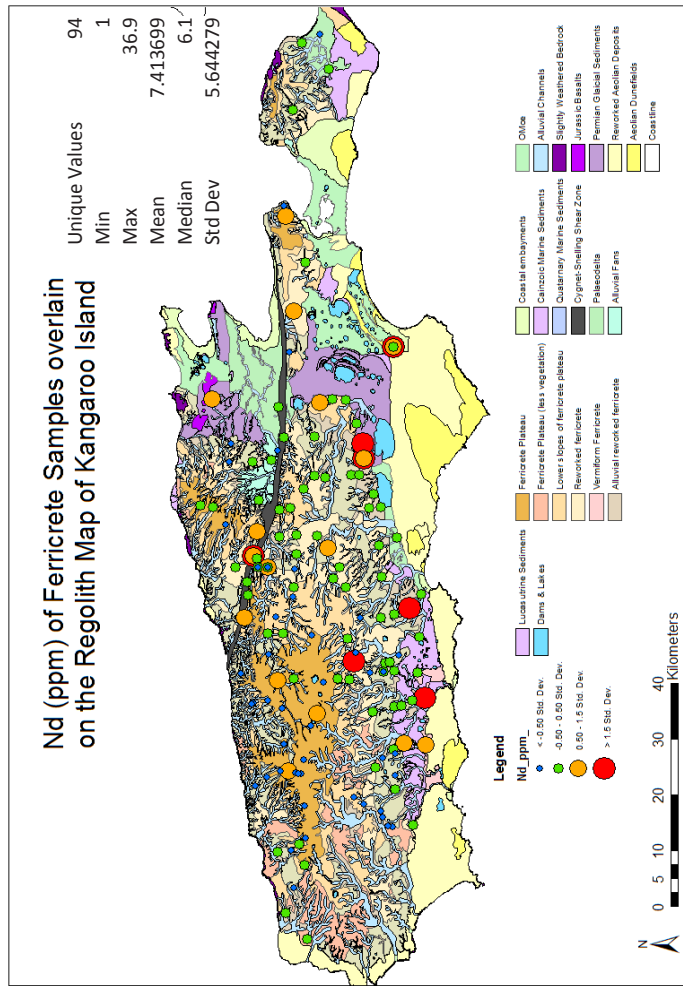 Nd (ppm) of Ferricrete Samples overlain
on the Regolith Map of Kangaroo Island
Unique Values 94
Min 1
Max 36.9
Mean 7.413699
Median 6.1
Std Dev 5.644279
Legend
Nd_ppm_
< -0.50 Std. Dev.
-0.50 - 0.50 Std. Dev.
0.50 - 1.5 Std. Dev.
> 1.5 Std. Dev.
Lucasutrine Sediments
Dams & Lakes
Ferricrete Plateau
Ferricrete Plateau (less vegetation)
Lower slopes of ferricrete plateau
Reworked ferricrete
Vermiform Ferricrete
Alluvial reworked ferricrete
Coastal embayments
Cainzoic Marine Sediments
Quatarnary Marine Sediments
Cygnet-Snelling Shear Zone
Palaeodelta
Alluvial Fans
OMoe
Alluvial Channels
Slightly Weathered Bedrock
Jurassic Basalts
Permian Glacial Sediments
Reworked Aeolian Deposits
Aeolian Dunefields
Coastline
N
0 5 10 20 30 40
Kilometers